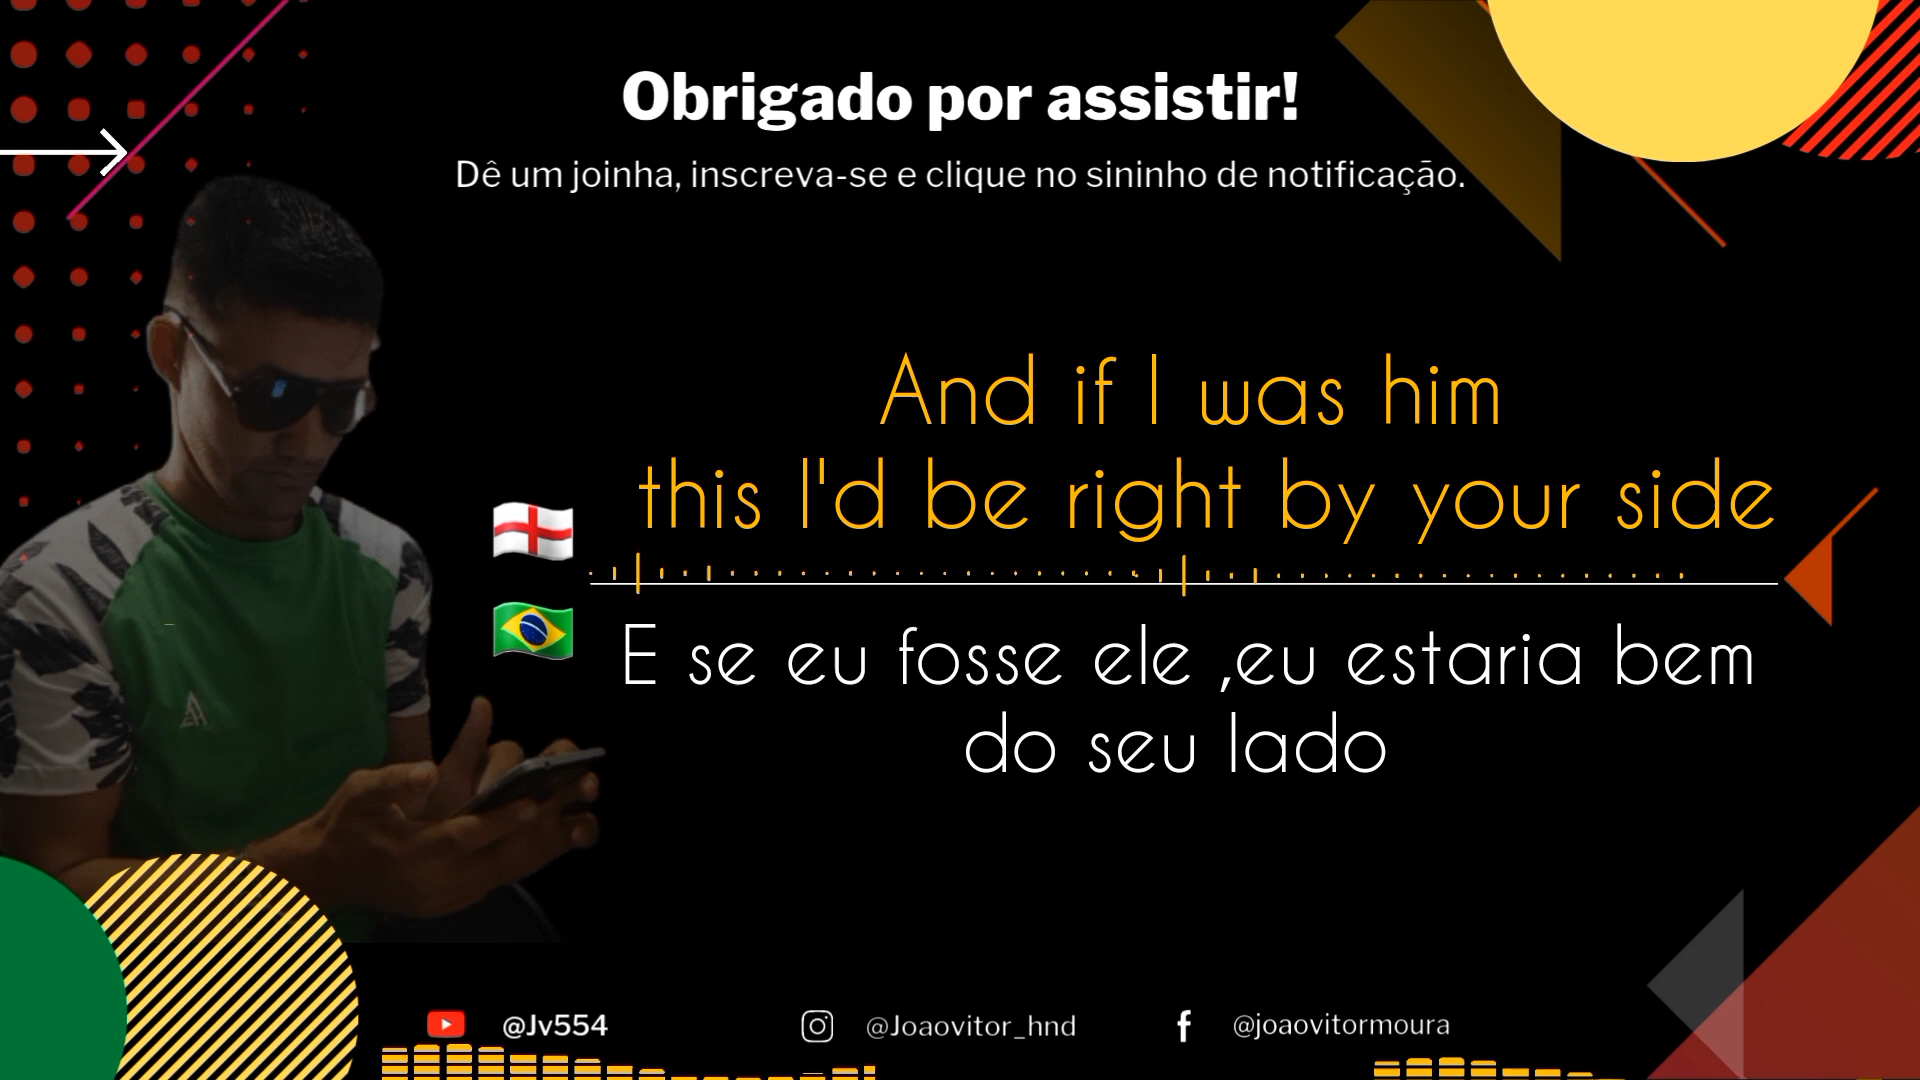 Obrigado por assistir!
Dê um joinha, inscreva-se e clique no sininho de notificação.
And if I was him
this I'd be right by your side
E se eu fosse ele ,eu estaria bem
do seu lado
@Jv554
@Joaovitor_hnd
@joaovitormoura